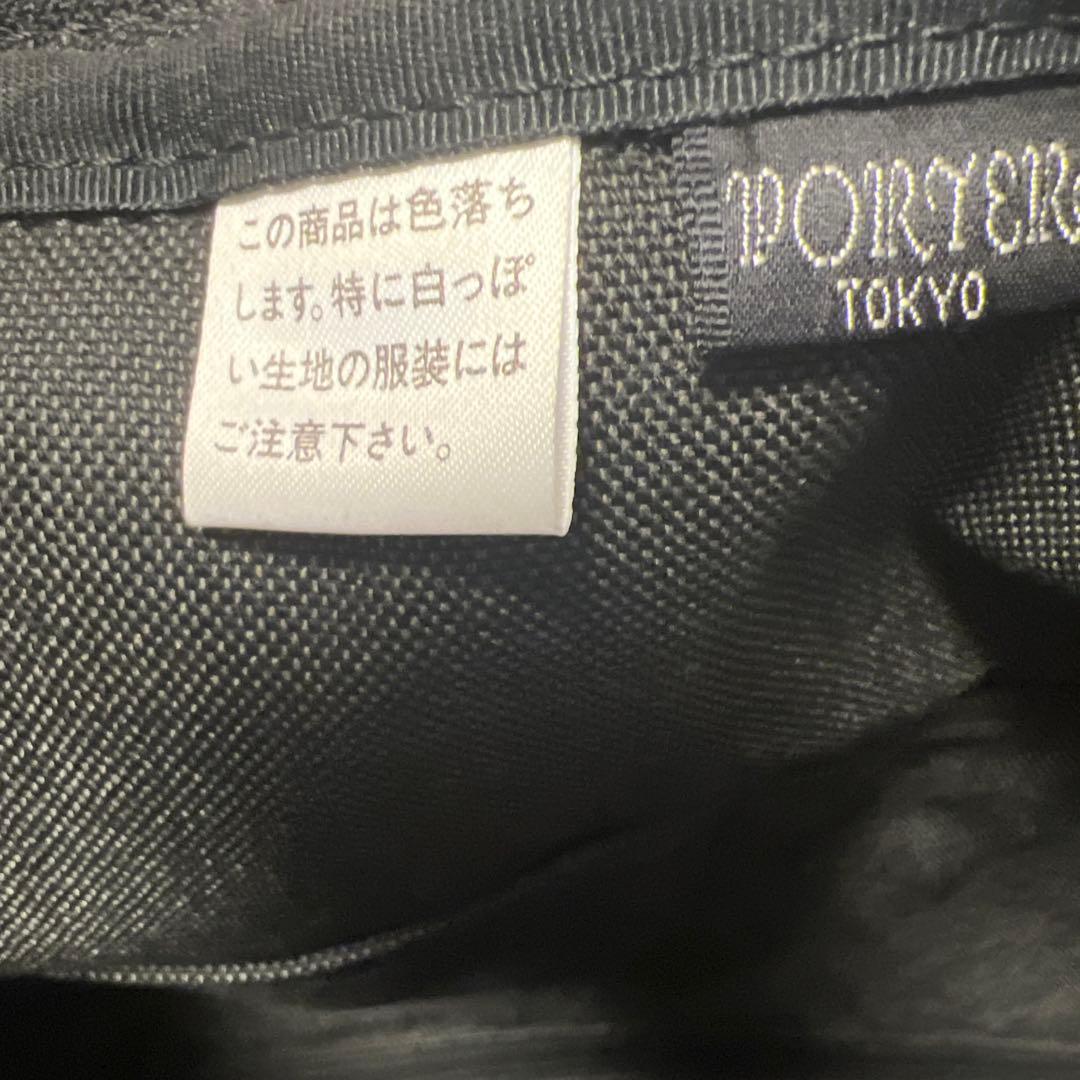 この商品は色落ち
します。特に白っぽ
い生地の服装には
ご注意下さい。
PORTER
TOKYO